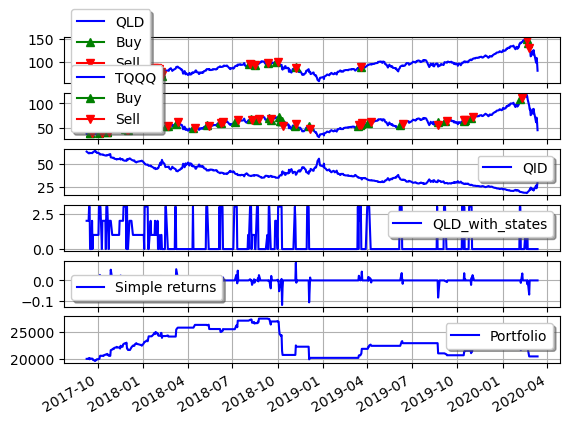 QLD
Buy
Sell
150
100
TQQQ
Buy
Sell
100
50
50
25
QID
2.5
0.0
QLD_with_states
0.0
−0.1
Simple returns
25000
20000
Portfolio
2017-10
2018-01
2018-04
2018-07
2018-10
2019-01
2019-04
2019-07
2019-10
2020-01
2020-04